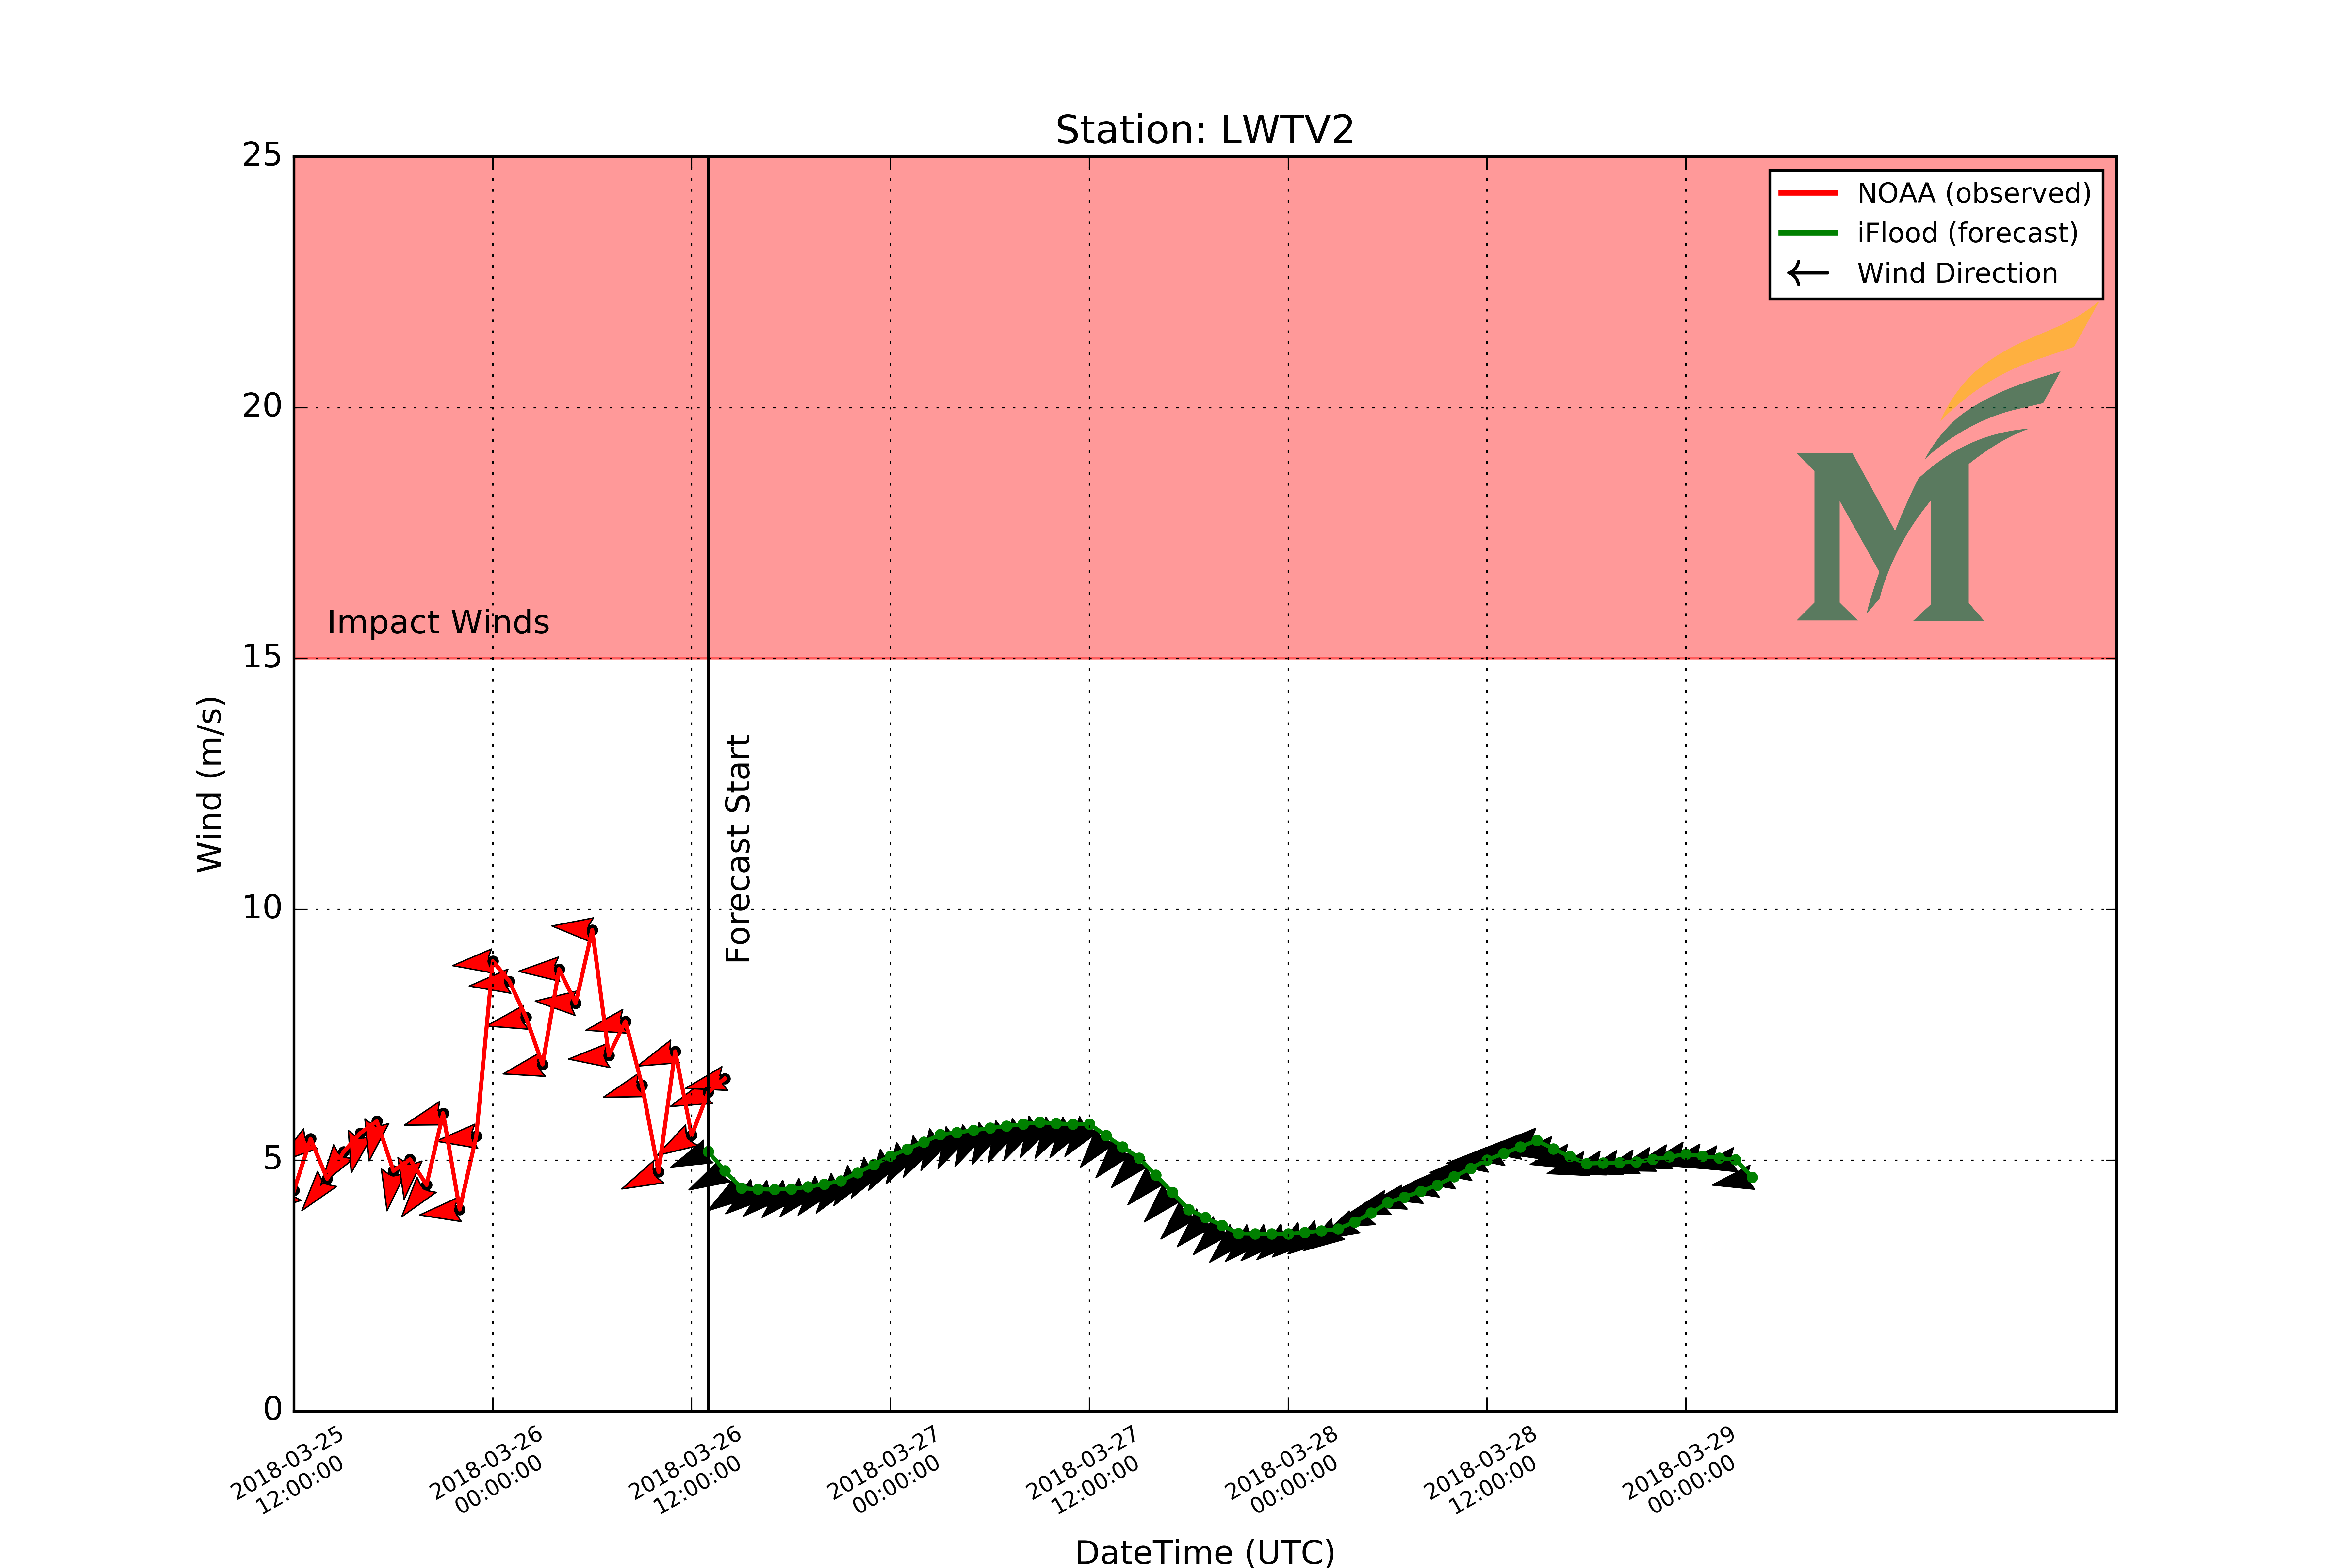 Station: LWTV2
25
20
15
10
5
0
Wind (m/s)
NOAA (observed)
iFlood (forecast)
Wind Direction
M
Impact Winds
Forecast Start
2018-03-25
12:00:00
2018-03-26
00:00:00
2018-03-26
12:00:00
2018-03-27
00:00:00
2018-03-27
12:00:00
2018-03-28
00:00:00
2018-03-28
12:00:00
2018-03-29
00:00:00
DateTime (UTC)